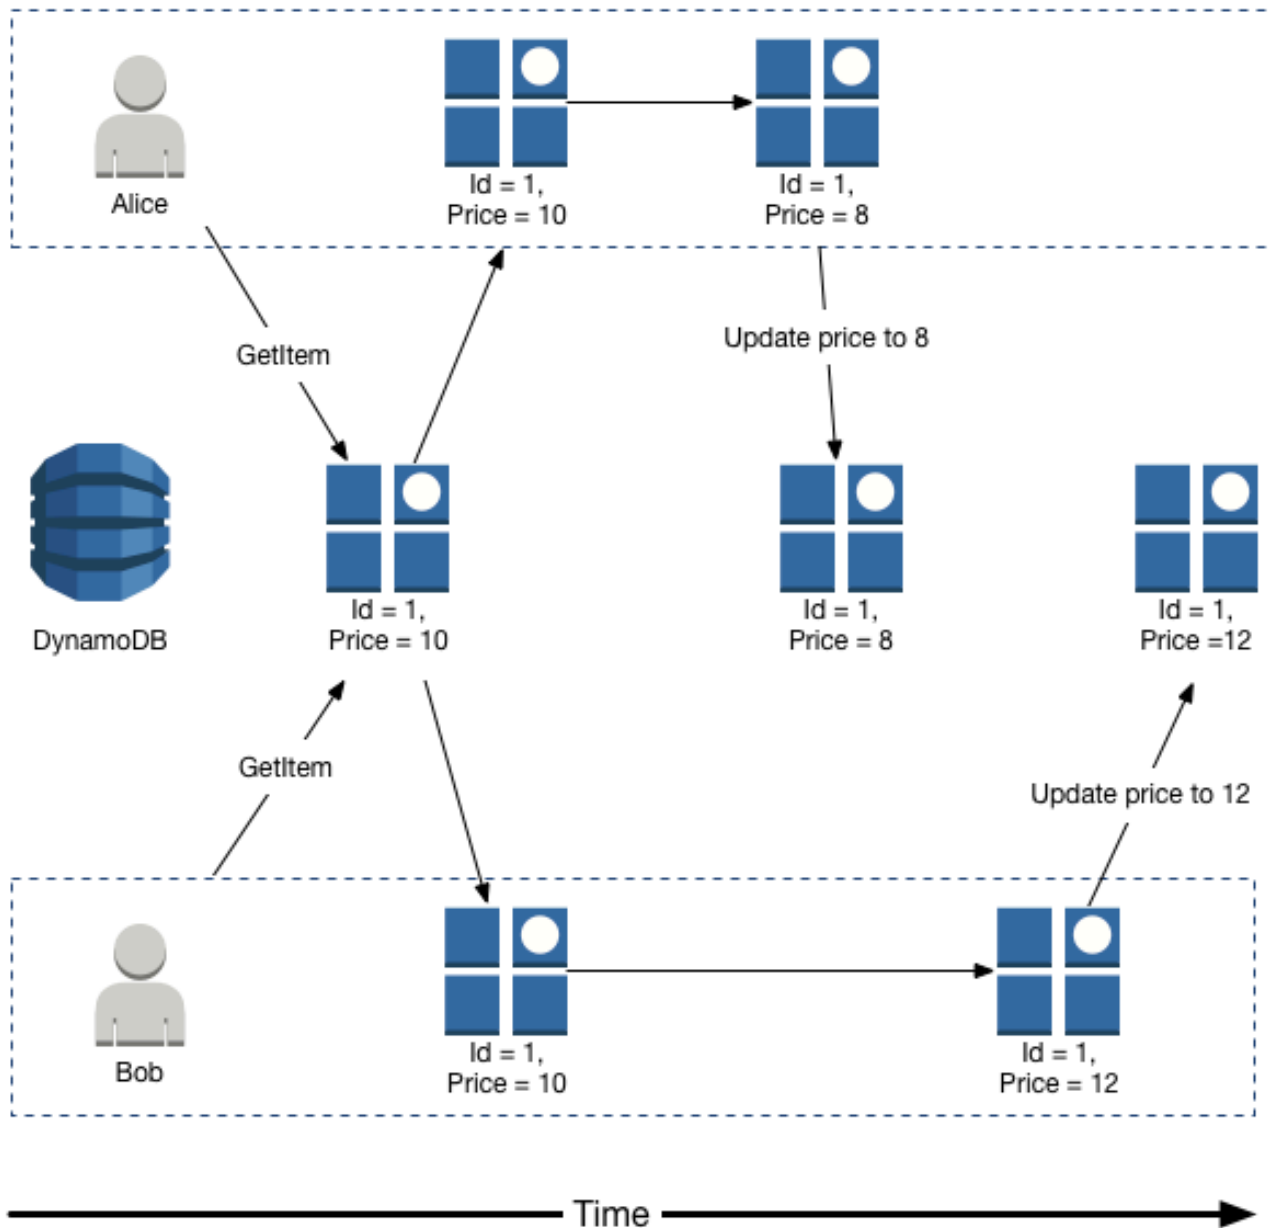 Id = 1,
Price = 10
Id = 1,
Price = 8
Alice
GetItem
Update price to 8
DynamoDB
Id = 1,
Price = 10
Id = 1,
Price = 8
Id = 1,
Price =12
GetItem
Update price to 12
Bob
Id = 1,
Price = 10
Id = 1,
Price = 12
Time